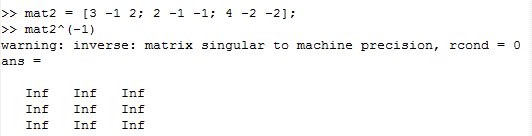 >> mat2 = [3 -1 2; 2 -1 -1; 4 -2 -2];
>> mat2^(-1)
warning: inverse: matrix singular to machine precision, rcond = 0
ans =
Inf Inf Inf
Inf Inf Inf
Inf Inf Inf